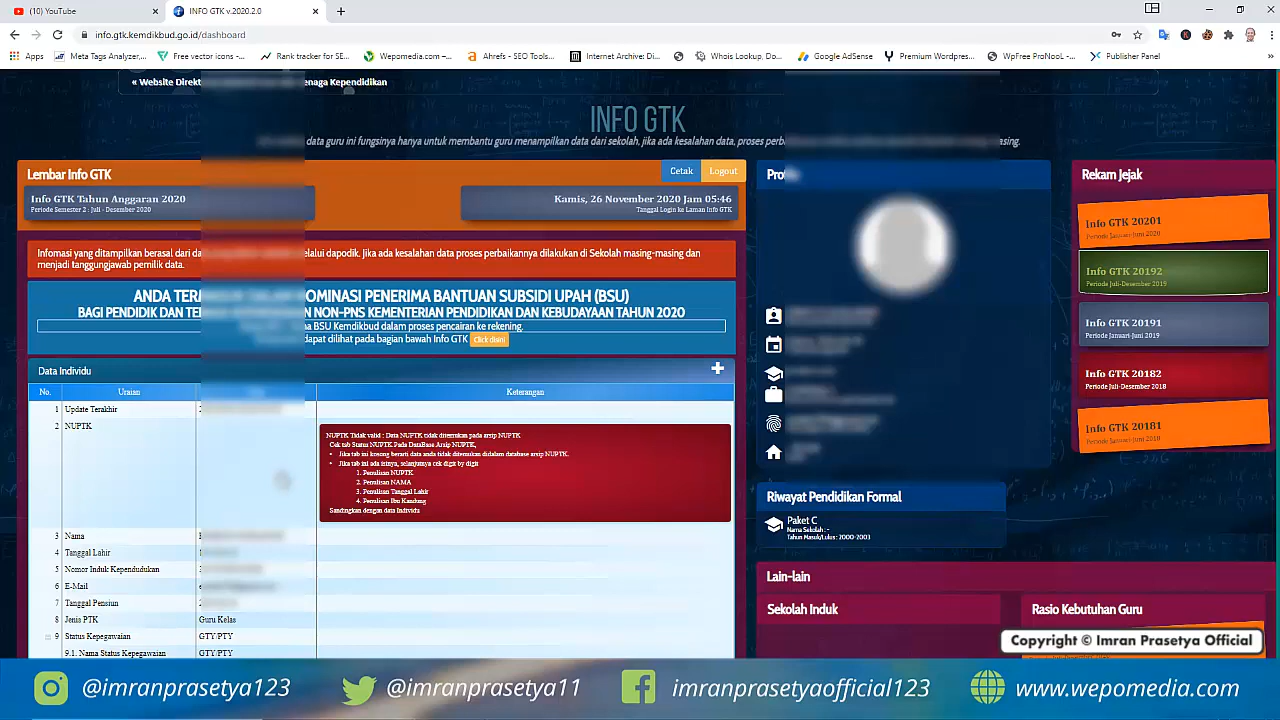 (10) YouTube
INFO GTK v.2020.2.0
info.gtk.kemdikbud.go.id/dashboard
Apps
Meta Tags Analyzer,...
Free vector icons -...
Rank tracker for SE...
Wepomedia.com –...
Ahrefs - SEO Tools...
Internet Archive: Di...
Whois Lookup, Do...
Google AdSense
Premium Wordpres...
WpFree ProNooL -...
Publisher Panel
« Website Direkt
enaga Kependidikan
INFO GTK
data guru ini fungsinya hanya untuk membantu guru menampilkan data dari sekolah, jika ada kesalahan data, proses
Lembar Info GTK
Cetak
Logout
Info GTK Tahun Anggaran 2020
Periode Semester 2 : Juli - Desember 2020
Kamis, 26 November 2020 Jam 05:46
Tanggal Login ke Laman Info GTK
Infomasi yang ditampilkan berasal dari
elalui dapodik. Jika ada kesalahan data proses perbaikannya dilakukan di Sekolah masing-masing dan
menjadi tanggungjawab pemilik data.
ANDA
NOMINASI PENERIMA BANTUAN SUBSIDI UPAH (BSU)
BAGI PENDIDIK DAN
NON-PNS KEMENTERIAN PENDIDIKAN DAN KEBUDAYAAN TAHUN 2020
BSU Kemdikbud dalam proses pencairan ke rekening.
dapat dilihat pada bagian bawah Info GTK Click disini
Data Individu
No. Uraian Keterangan
1 Update Terakhir
2 NUPTK
NUPTK Tidak valid : Data NUPTK tidak ditemukan pada arsip NUPTK
Cek tab Status NUPTK Pada DataBase Arsip NUPTK,
• Jika tab ini kosong berarti data anda tidak ditemukan didalam database arsip NUPTK.
• Jika tab ini ada isinya, selanjutnya cek digit by digit
1. Penulisan NUPTK
2. Penulisan NAMA
3. Penulisan Tanggal Lahir
4. Penulisan Ibu Kandung
Sandingkan dengan data Individu
3 Nama
4 Tanggal Lahir
5 Nomor Induk Kependudukan
6 E-Mail
7 Tanggal Pensiun
8 Jenis PTK Guru Kelas
9 Status Kepegawaian GTY/PTY
9.1. Nama Status Kepegawaian GTY/PTY
Riwayat Pendidikan Formal
Paket C
Nama Sekolah : -
Tahun Masuk/Lulus: 2000-2003
Lain-lain
Sekolah Induk
Rasio Kebutuhan Guru
Rekam Jejak
Info GTK 20201
Periode Januari-Juni 2020
Info GTK 20192
Periode Juli-Desember 2019
Info GTK 20191
Periode Januari-Juni 2019
Info GTK 20182
Periode Juli-Desember 2018
Info GTK 20181
Periode Januari-Juni 2018
Copyright © Imran Prasetya Official
@imranprasetya123
@imranprasetya11
imranprasetyaofficial123
www.wepomedia.com